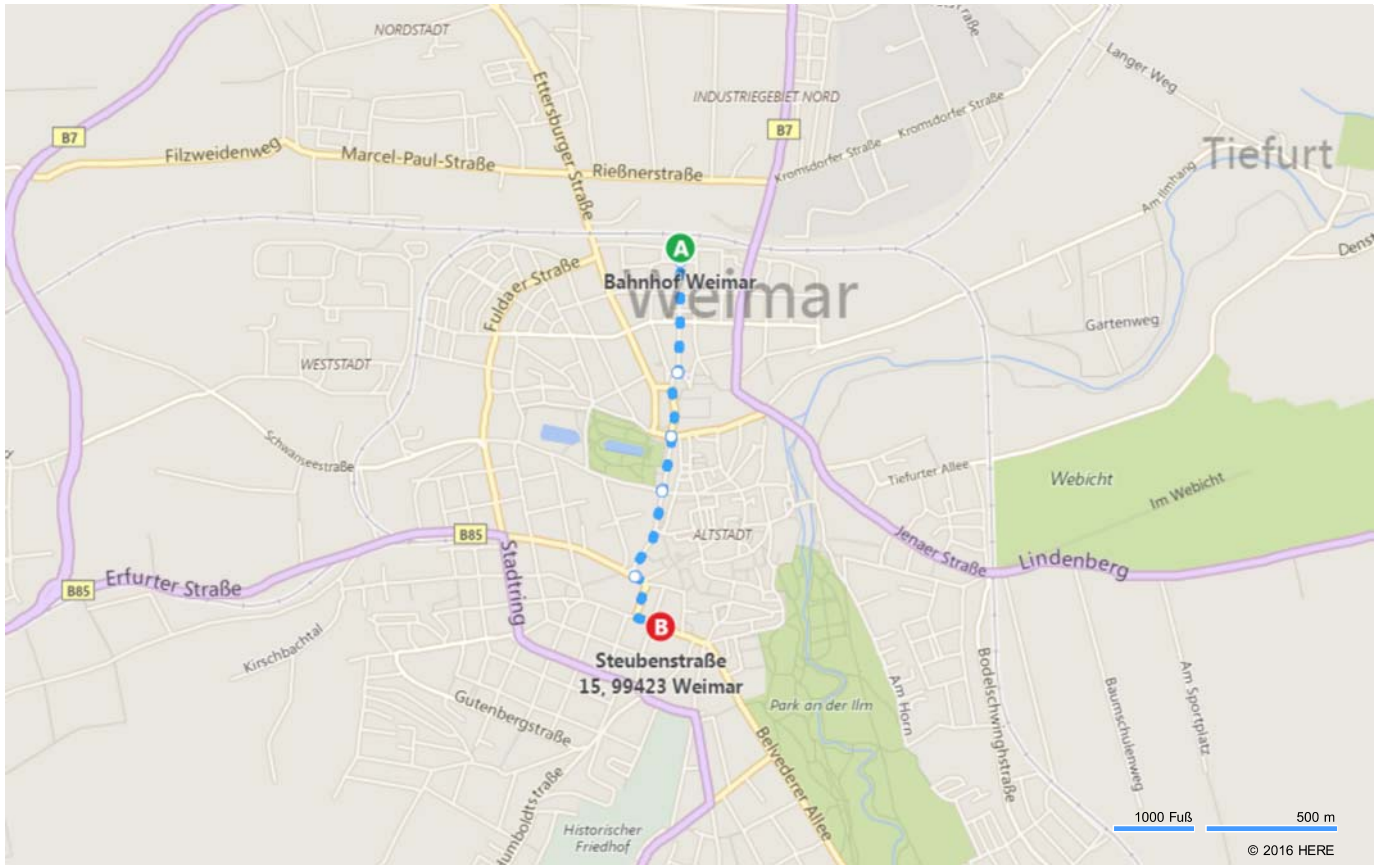 NORDSTADT
Ettersburger Straße
Langer Weg
INDUSTRIEGEBIET NORD
Kromsdorfer Straße
B7
B7
Kromsdorfer Straße
Tiefurt
Filzweidenweg
Marcel-Paul-Straße
Rießnerstraße
Am Ilmhang
A
Bahnhof Weimar
Weimar
Fuldaer Straße
Gartenweg
WESTSTADT
Schwanseestraße
Tiefurter Allee
Webicht
Im Webicht
ALTSTADT
B85
Stadtring
Jenaer Straße
Lindenberg
B85
Erfurter Straße
B
Steubenstraße
15, 99423 Weimar
Kirschbachtal
Gutenbergstraße
Park an der Ilm
Am Horn
Bodelschwinghstraße
Baumschulenweg
Am Sportplatz
Belvederer Allee
Historischer
Friedhof
1000 Fuß
500 m
© 2016 HERE